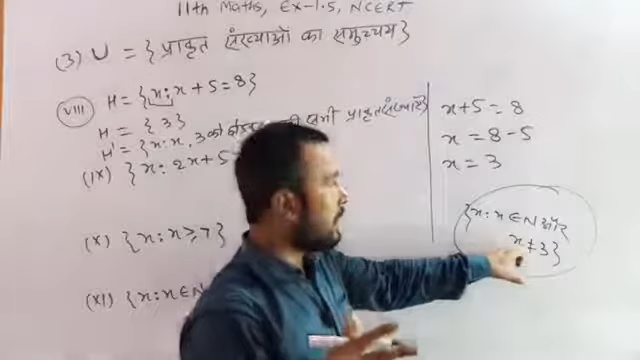 11th Maths, EX-1.5, NCERT
(3) U = {प्राकृत संख्याओं का समुच्चय}
(VIII) H = {x : x + 5 = 8}
H = {3}
H' = {x : x, 3 को सभी प्राकृत संख्याएँ}
(IX) {x : 2x + 5
(X) {x : x ≥ 7}
(XI) {x : x ∈ N
x + 5 = 8
x = 8 - 5
x = 3
{x : x ∈ N और
x ≠ 3}